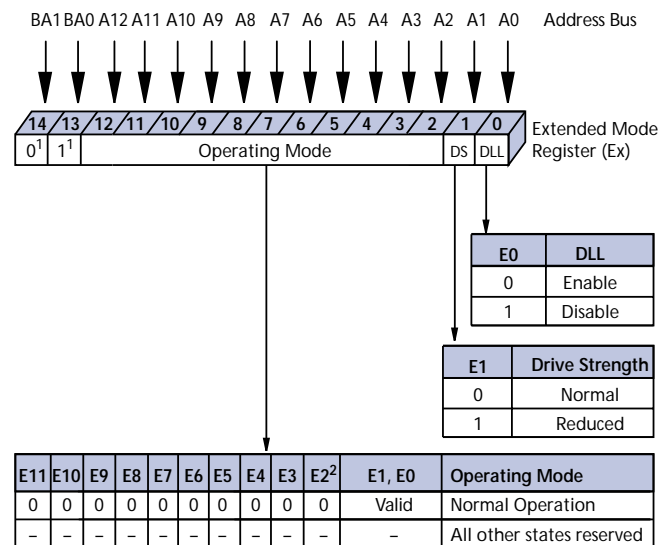 BA1 BA0 A12 A11 A10 A9 A8 A7 A6 A5 A4 A3 A2 A1 A0 Address Bus
14 13 12 11 10 9 8 7 6 5 4 3 2 1 0
Extended Mode
Register (Ex)
0¹ 1¹ Operating Mode DS DLL
E0 DLL
0 Enable
1 Disable
E1 Drive Strength
0 Normal
1 Reduced
E11 E10 E9 E8 E7 E6 E5 E4 E3 E2² E1, E0 Operating Mode
0 0 0 0 0 0 0 0 0 0 Valid Normal Operation
– – – – – – – – – – – All other states reserved